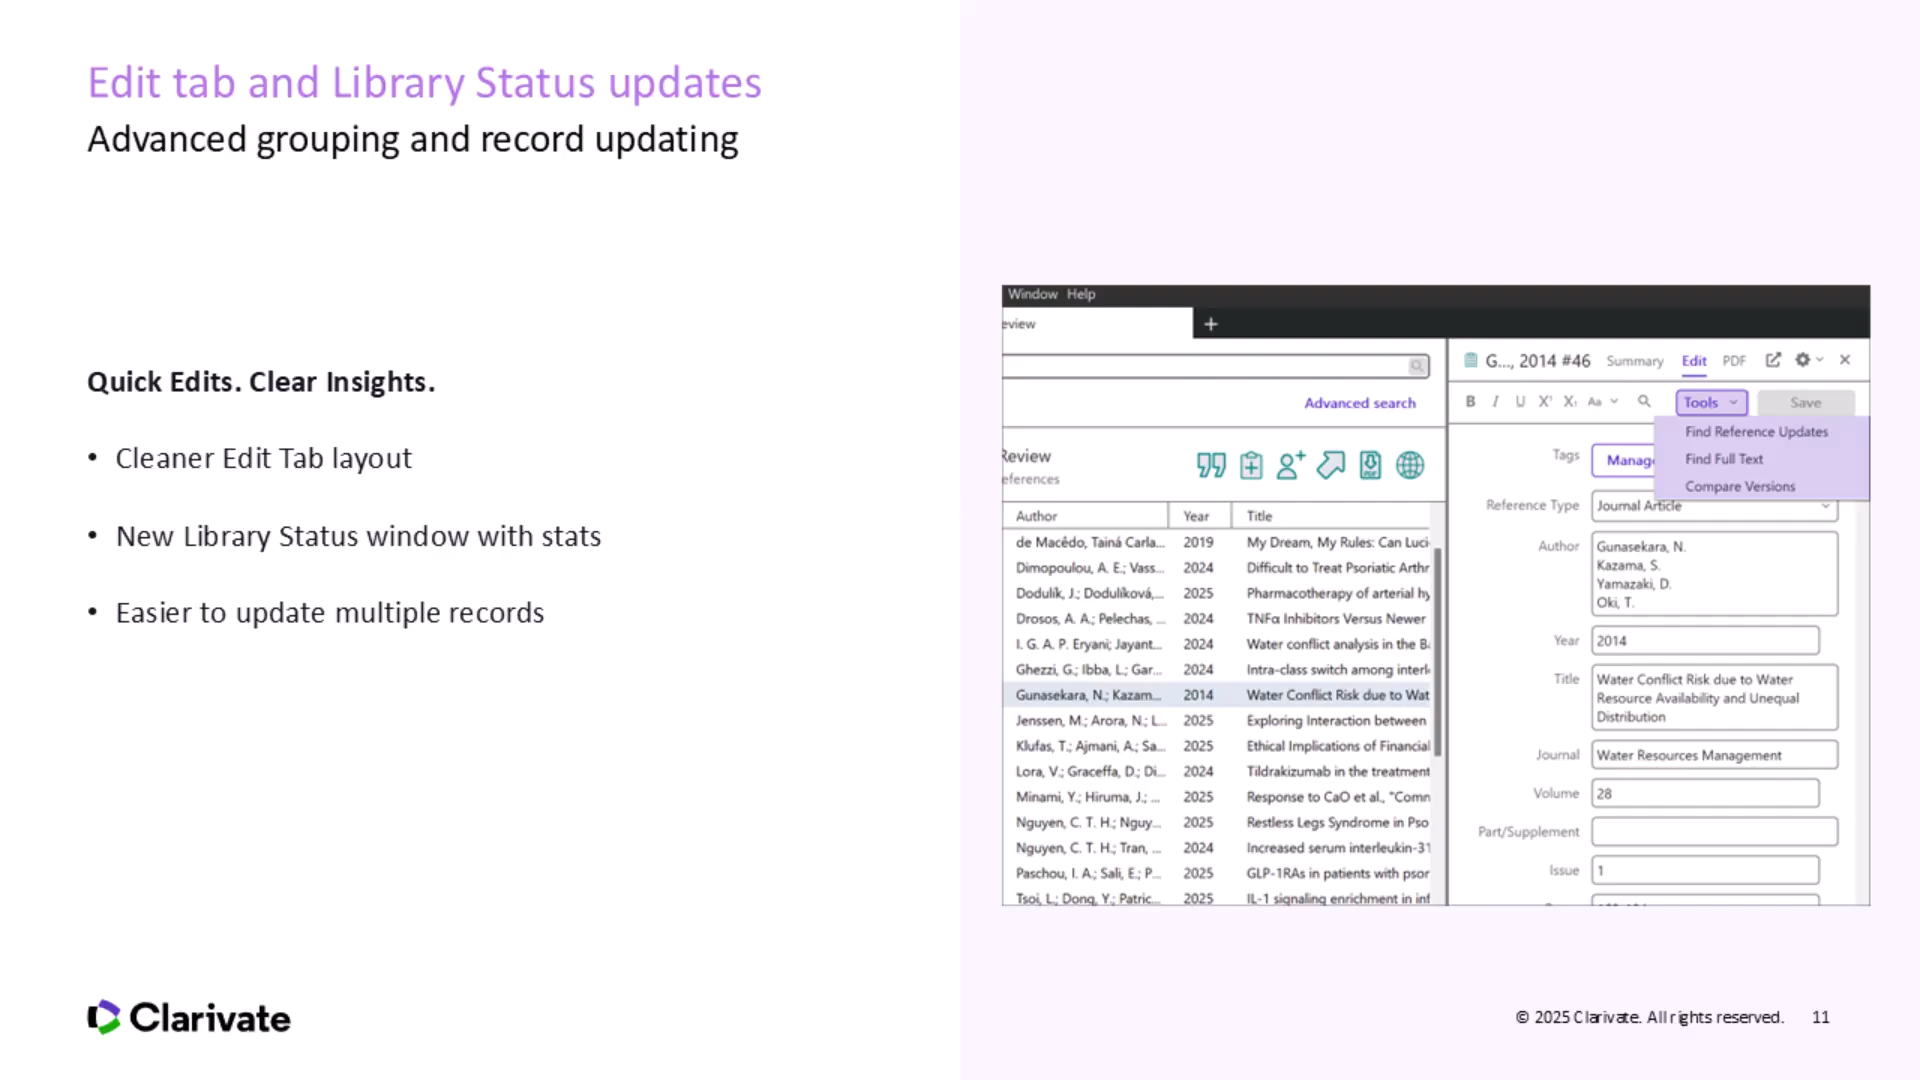 Edit tab and Library Status updates
Advanced grouping and record updating
Quick Edits. Clear Insights.
• Cleaner Edit Tab layout
• New Library Status window with stats
• Easier to update multiple records
Window Help
eview
+
Advanced search
Review
eferences
Author Year Title
de Macêdo, Tainá Carla... 2019 My Dream, My Rules: Can Luci
Dimopoulou, A. E.; Vass... 2024 Difficult to Treat Psoriatic Arthr
Dodulík, J.; Dodulíková,... 2025 Pharmacotherapy of arterial hy
Drosos, A. A.; Pelechas, ... 2024 TNFα Inhibitors Versus Newer
I. G. A. P. Eryani; Jayant... 2024 Water conflict analysis in the Ba
Ghezzi, G.; Ibba, L.; Gar... 2024 Intra-class switch among interl
Gunasekara, N.; Kazam... 2014 Water Conflict Risk due to Wat
Jenssen, M.; Arora, N.; L... 2025 Exploring Interaction between
Klufas, T.; Ajmani, A.; Sa... 2025 Ethical Implications of Financial
Lora, V.; Graceffa, D.; Di... 2024 Tildrakizumab in the treatment
Minami, Y.; Hiruma, J.; ... 2025 Response to CaO et al., "Comn
Nguyen, C. T. H.; Nguy... 2025 Restless Legs Syndrome in Pso
Nguyen, C. T. H.; Tran, ... 2024 Increased serum interleukin-31
Paschou, I. A.; Sali, E.; P... 2025 GLP-1RAs in patients with psor
Tsoi, L.; Dong, Y.; Patric... 2025 IL-1 signaling enrichment in inf
G..., 2014 #46 Summary Edit PDF
B I U X¹ X₁ Aa Tools Save
Find Reference Updates
Find Full Text
Compare Versions
Tags Manag
Reference Type Journal Article
Author Gunasekara, N.
Kazama, S.
Yamazaki, D.
Oki, T.
Year 2014
Title Water Conflict Risk due to Water
Resource Availability and Unequal
Distribution
Journal Water Resources Management
Volume 28
Part/Supplement
Issue 1
Clarivate
© 2025 Clarivate. All rights reserved. 11